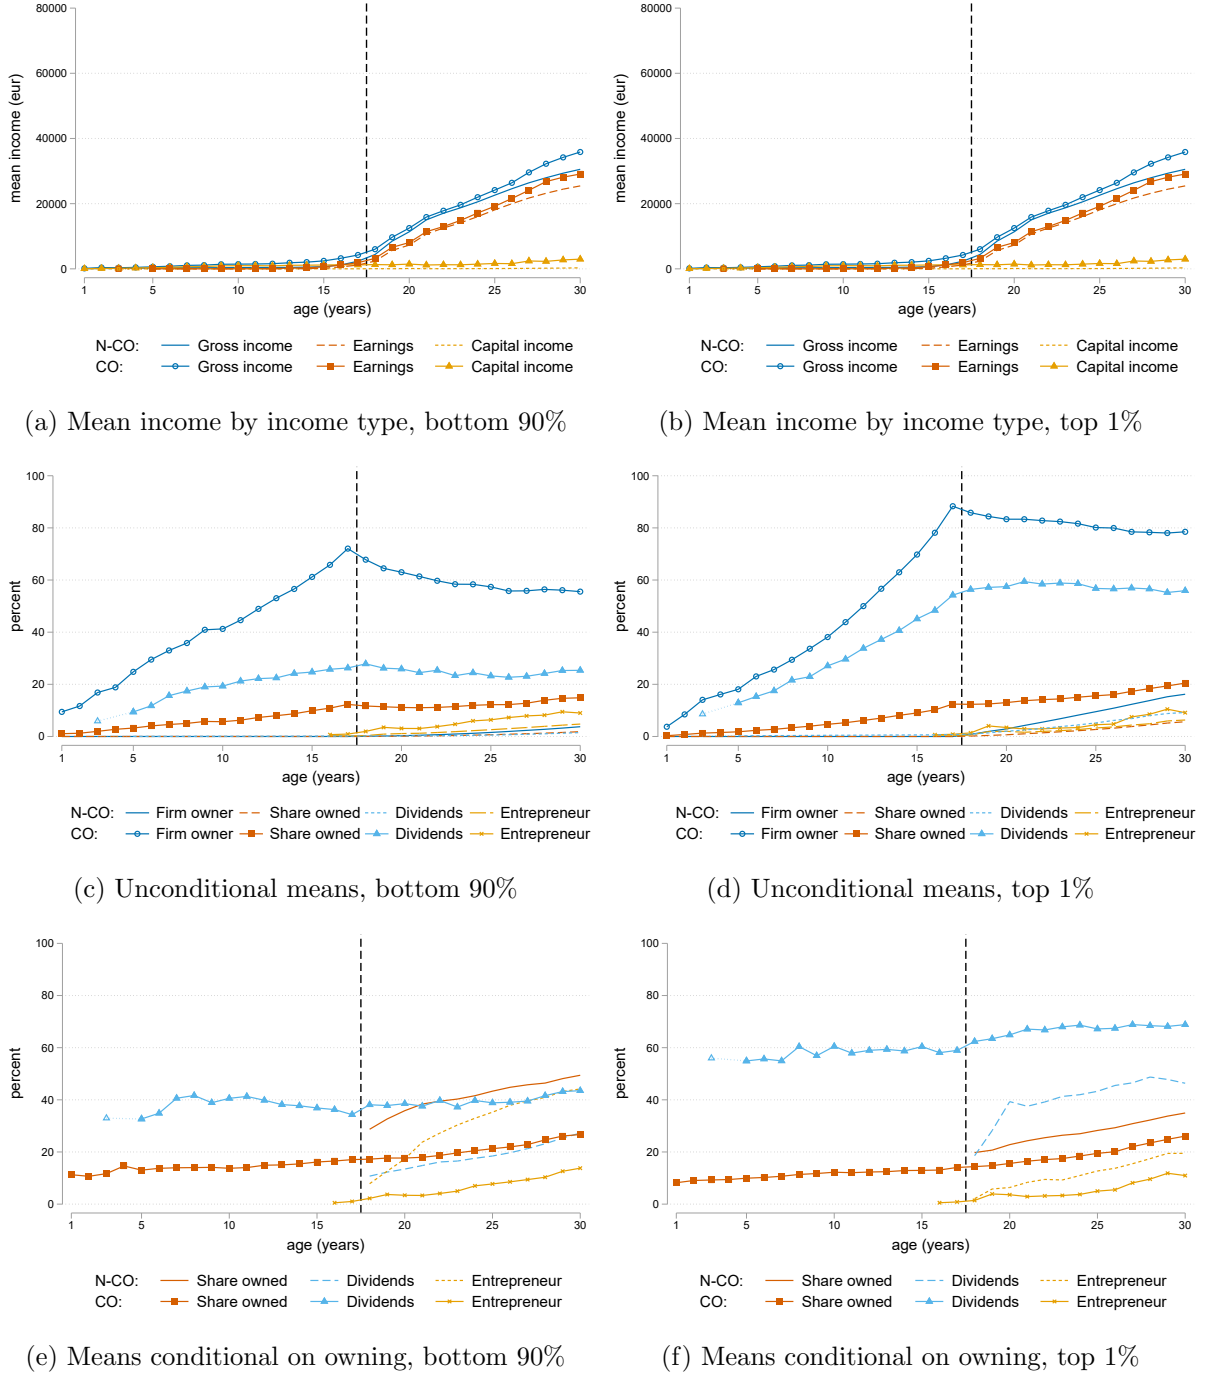 80000
60000
40000
20000
0
mean income (eur)
1 5 10 15 20 25 30
age (years)
N-CO: Gross income Earnings Capital income
CO: Gross income Earnings Capital income
(a) Mean income by income type, bottom 90%
80000
60000
40000
20000
0
mean income (eur)
1 5 10 15 20 25 30
age (years)
N-CO: Gross income Earnings Capital income
CO: Gross income Earnings Capital income
(b) Mean income by income type, top 1%
100
80
60
40
20
0
percent
1 5 10 15 20 25 30
age (years)
N-CO: Firm owner Share owned Dividends Entrepreneur
CO: Firm owner Share owned Dividends Entrepreneur
(c) Unconditional means, bottom 90%
100
80
60
40
20
0
percent
1 5 10 15 20 25 30
age (years)
N-CO: Firm owner Share owned Dividends Entrepreneur
CO: Firm owner Share owned Dividends Entrepreneur
(d) Unconditional means, top 1%
100
80
60
40
20
0
percent
1 5 10 15 20 25 30
age (years)
N-CO: Share owned Dividends Entrepreneur
CO: Share owned Dividends Entrepreneur
(e) Means conditional on owning, bottom 90%
100
80
60
40
20
0
percent
1 5 10 15 20 25 30
age (years)
N-CO: Share owned Dividends Entrepreneur
CO: Share owned Dividends Entrepreneur
(f) Means conditional on owning, top 1%